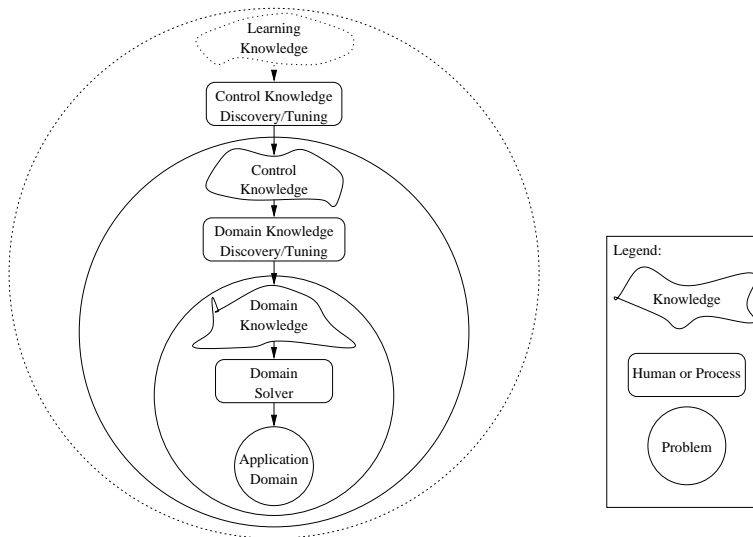 Learning
Knowledge
Control Knowledge
Discovery/Tuning
Control
Knowledge
Domain Knowledge
Discovery/Tuning
Domain
Knowledge
Domain
Solver
Application
Domain
Legend:
Knowledge
Human or Process
Problem